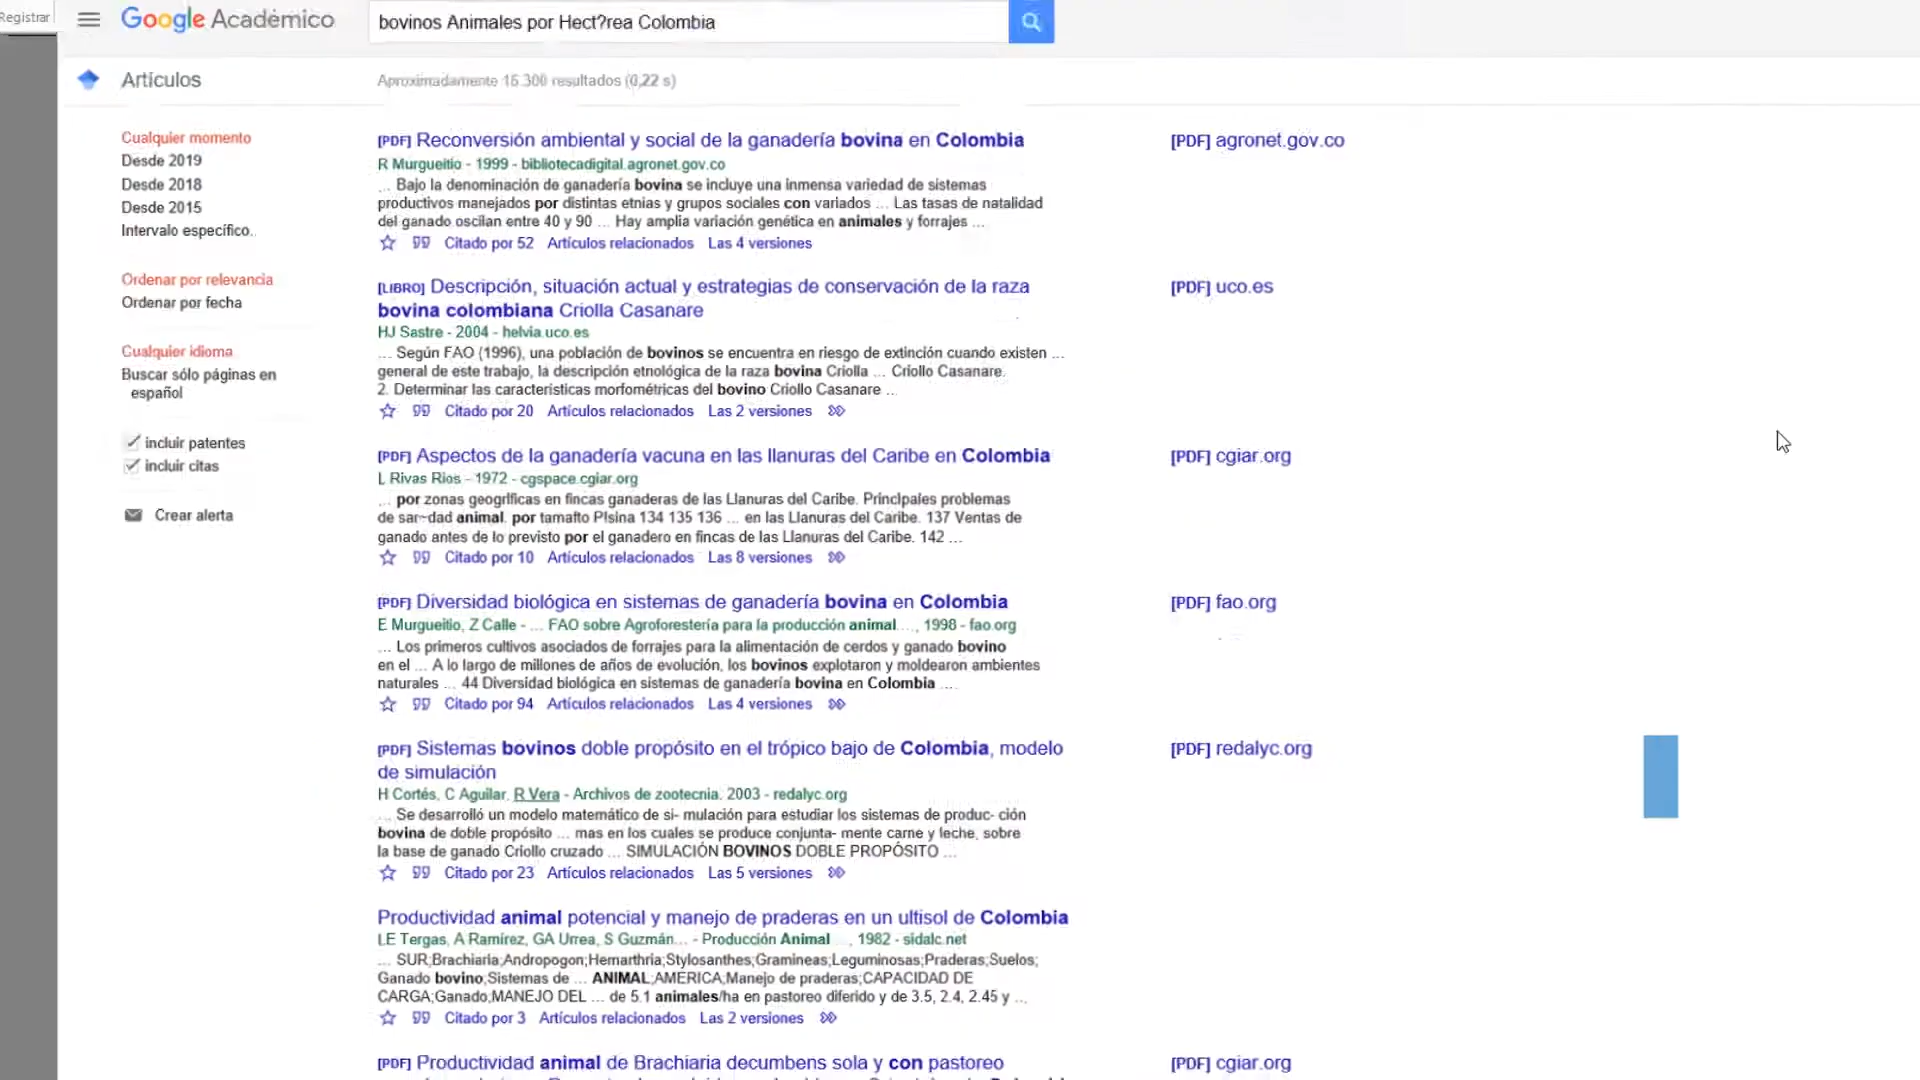 Registrar
Google Académico
bovinos Animales por Hect?rea Colombia
Artículos
Aproximadamente 16.300 resultados (0,22 s)
Cualquier momento
Desde 2019
Desde 2018
Desde 2015
Intervalo específico..
Ordenar por relevancia
Ordenar por fecha
Cualquier idioma
Buscar sólo páginas en
español
incluir patentes
incluir citas
Crear alerta
[PDF] Reconversión ambiental y social de la ganadería bovina en Colombia
R Murgueitio - 1999 - bibliotecadigital.agronet.gov.co
... Bajo la denominación de ganadería bovina se incluye una inmensa variedad de sistemas
productivos manejados por distintas etnias y grupos sociales con variados ... Las tasas de natalidad
del ganado oscilan entre 40 y 90 ... Hay amplia variación genética en animales y forrajes ...
Citado por 52 Artículos relacionados Las 4 versiones
[PDF] agronet.gov.co
[LIBRO] Descripción, situación actual y estrategias de conservación de la raza
bovina colombiana Criolla Casanare
HJ Sastre - 2004 - helvia.uco.es
... Según FAO (1996), una población de bovinos se encuentra en riesgo de extinción cuando existen ...
general de este trabajo, la descripción etnológica de la raza bovina Criolla ... Criollo Casanare.
2. Determinar las características morfométricas del bovino Criollo Casanare ...
Citado por 20 Artículos relacionados Las 2 versiones
[PDF] uco.es
[PDF] Aspectos de la ganadería vacuna en las llanuras del Caribe en Colombia
L Rivas Rios - 1972 - cgspace.cgiar.org
... por zonas geogrlficas en fincas ganaderas de las Llanuras del Caribe. Princlpales problemas
de sar~dad animal. por tamatto Plsina 134 135 136 ... en las Llanuras del Caribe. 137 Ventas de
ganado antes de lo previsto por el ganadero en fincas de las Llanuras del Caribe. 142 ...
Citado por 10 Artículos relacionados Las 8 versiones
[PDF] cgiar.org
[PDF] Diversidad biológica en sistemas de ganadería bovina en Colombia
E Murgueitio, Z Calle - ... FAO sobre Agroforestería para la producción animal ..., 1998 - fao.org
... Los primeros cultivos asociados de forrajes para la alimentación de cerdos y ganado bovino
en el ... A lo largo de millones de años de evolución, los bovinos explotaron y moldearon ambientes
naturales ... 44 Diversidad biológica en sistemas de ganadería bovina en Colombia ...
Citado por 94 Artículos relacionados Las 4 versiones
[PDF] fao.org
[PDF] Sistemas bovinos doble propósito en el trópico bajo de Colombia, modelo
de simulación
H Cortés, C Aguilar, R Vera - Archivos de zootecnia, 2003 - redalyc.org
... Se desarrolló un modelo matemático de si- mulación para estudiar los sistemas de produc- ción
bovina de doble propósito ... mas en los cuales se produce conjunta- mente carne y leche, sobre
la base de ganado Criollo cruzado ... SIMULACIÓN BOVINOS DOBLE PROPÓSITO ...
Citado por 23 Artículos relacionados Las 5 versiones
[PDF] redalyc.org
Productividad animal potencial y manejo de praderas en un ultisol de Colombia
LE Tergas, A Ramírez, GA Urrea, S Guzmán... - Producción Animal ..., 1982 - sidalc.net
... SUR;Brachiaria;Andropogon;Hemarthria;Stylosanthes;Gramineas;Leguminosas;Praderas;Suelos;
Ganado bovino;Sistemas de ... ANIMAL;AMERICA;Manejo de praderas;CAPACIDAD DE
CARGA;Ganado;MANEJO DEL ... de 5.1 animales/ha en pastoreo diferido y de 3.5, 2.4, 2.45 y ...
Citado por 3 Artículos relacionados Las 2 versiones
[PDF] Productividad animal de Brachiaria decumbens sola y con pastoreo
[PDF] cgiar.org